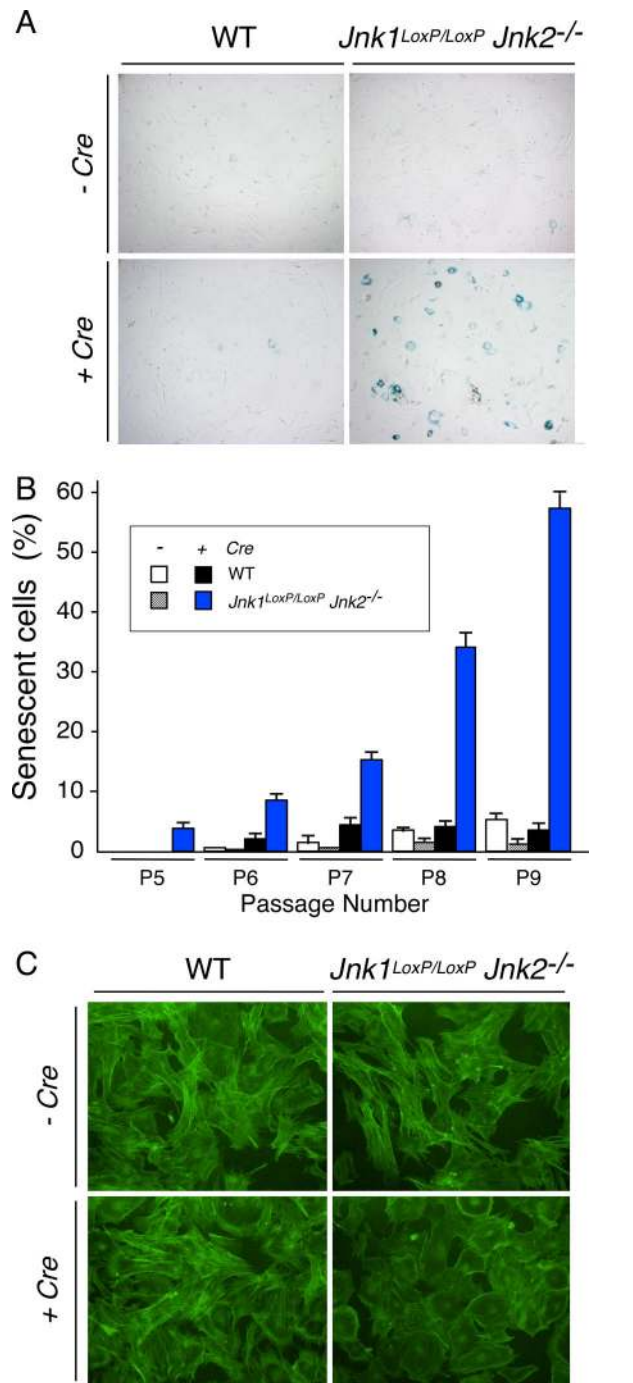 A
WT Jnk1LoxP/LoxP Jnk2-/-
- Cre
+ Cre
B
Senescent cells (%)
60
50
40
30
20
10
0
- + Cre
WT
Jnk1LoxP/LoxP Jnk2-/-
P5 P6 P7 P8 P9
Passage Number
C
WT Jnk1LoxP/LoxP Jnk2-/-
- Cre
+ Cre